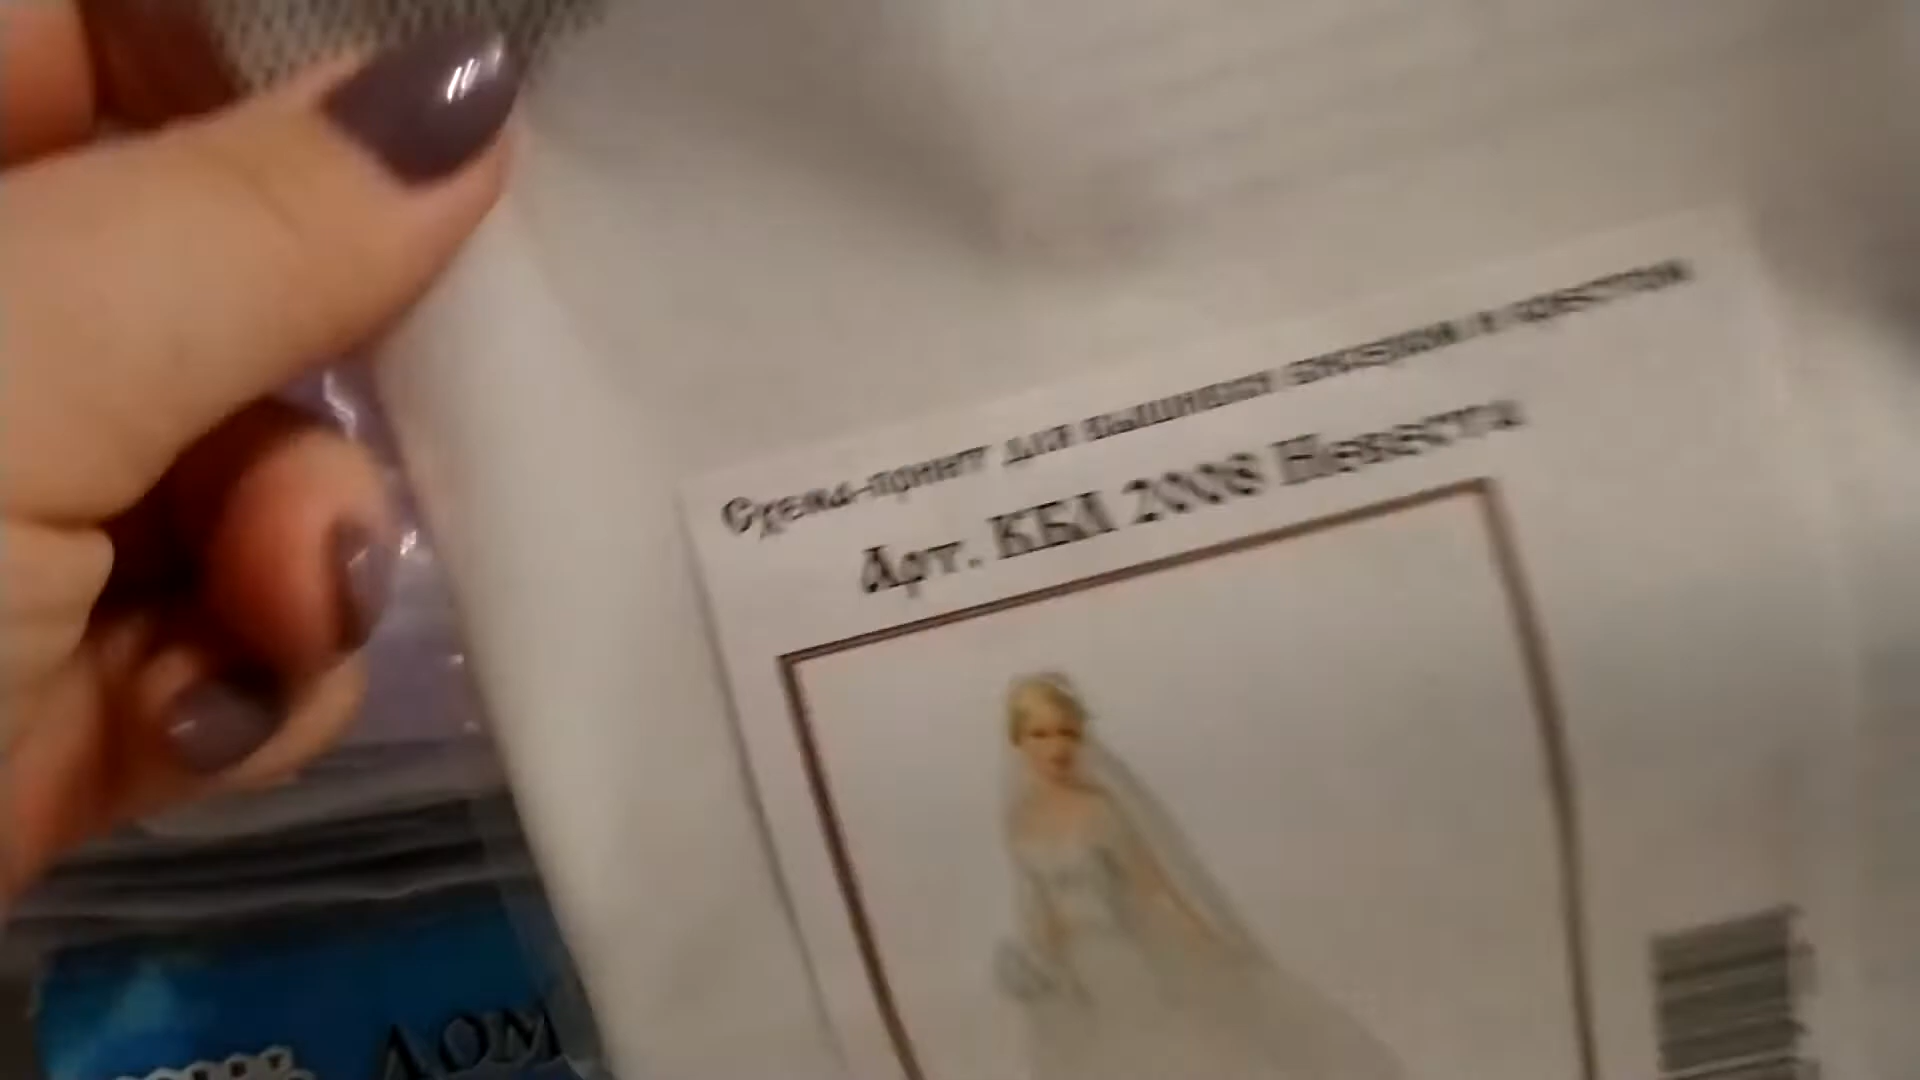 Схема-принт для вышивки бисером и крестом
Арт. КБЛ 2008 Невеста
ДОМ